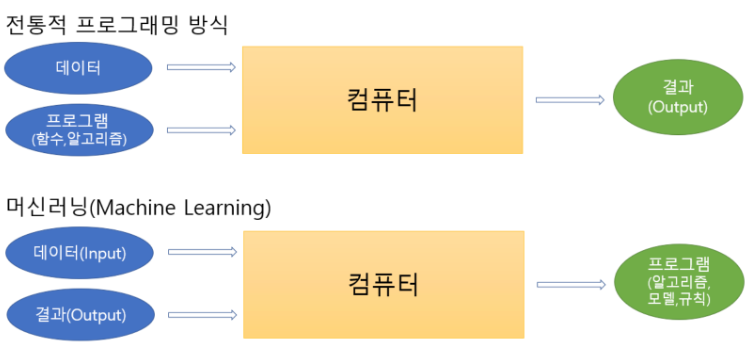 전통적 프로그래밍 방식
데이터
프로그램
(함수,알고리즘)
컴퓨터
결과
(Output)
머신러닝(Machine Learning)
데이터(Input)
결과(Output)
컴퓨터
프로그램
(알고리즘,
모델,규칙)